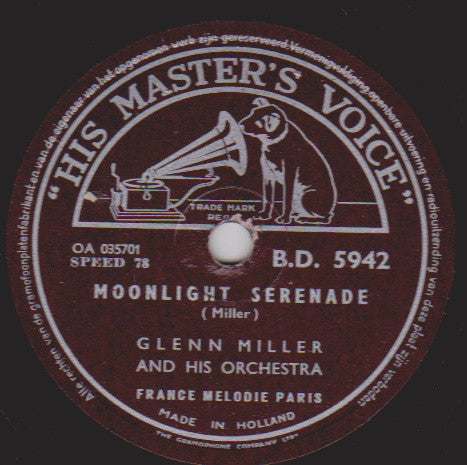 Alle rechten van de gramofoonplatenfabrikant en van de eigenaar van het opgenomen werk zijn gereserveerd. Vermenigvuldiging, openbare uitvoering en radiouitzending van deze plaat zijn verboden
"HIS MASTER'S VOICE"
TRADE MARK
REG
OA 035701
SPEED 78
B.D. 5942
MOONLIGHT SERENADE
(Miller)
GLENN MILLER
AND HIS ORCHESTRA
FRANCE MELODIE PARIS
MADE IN HOLLAND
THE GRAMOPHONE COMPANY LTD.